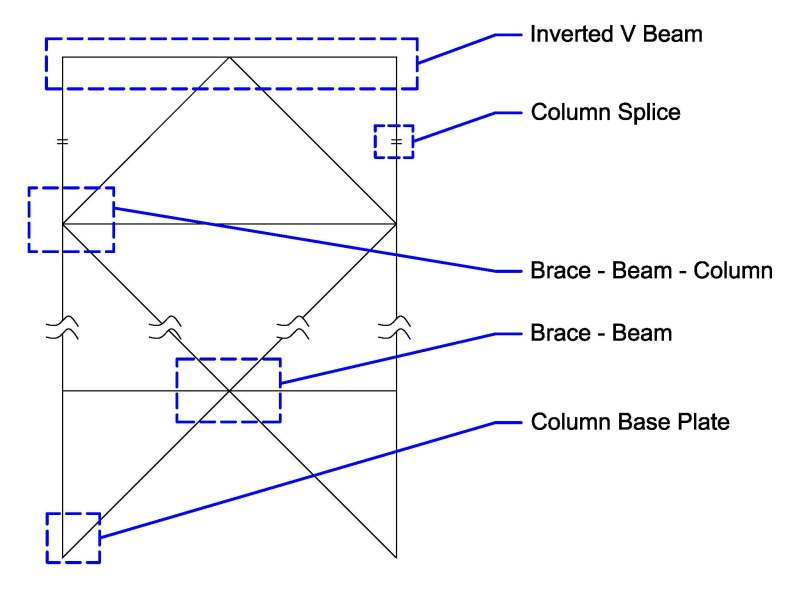 Inverted V Beam
Column Splice
Brace - Beam - Column
Brace - Beam
Column Base Plate